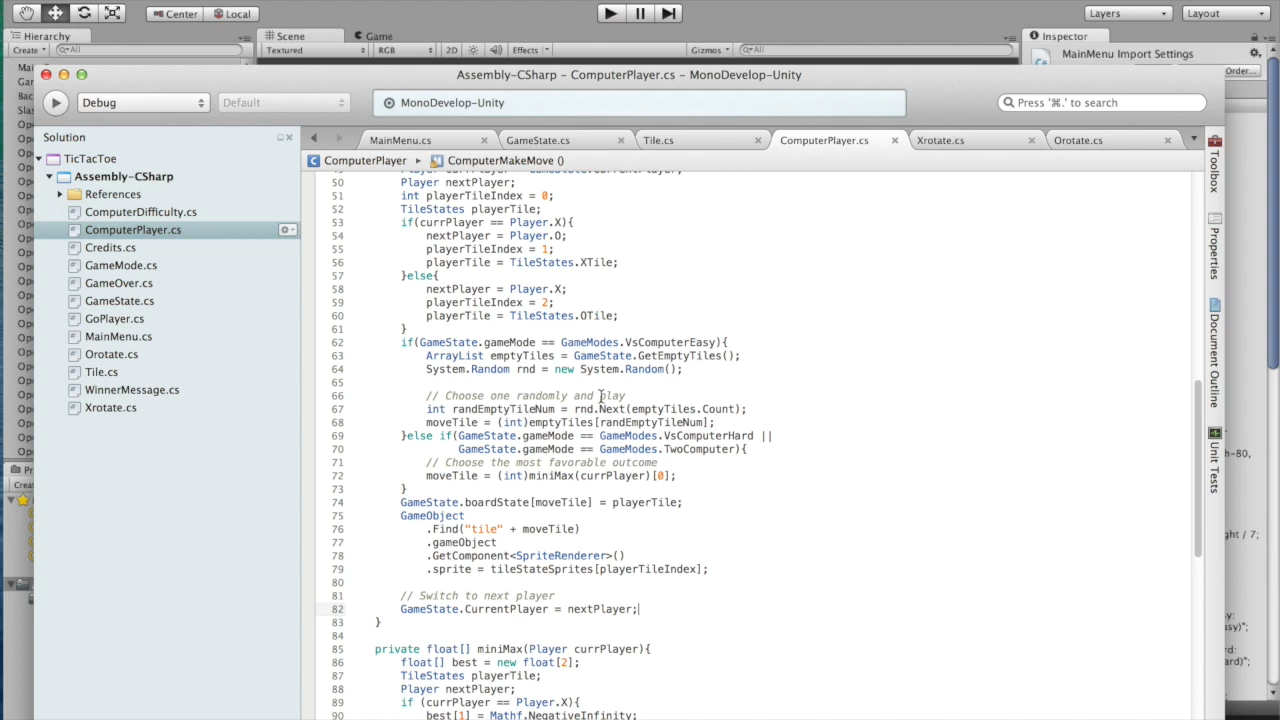 Center Local
Layers Layout
Hierarchy Scene Game Inspector
Create All Textured RGB 2D Effects Gizmos All MainMenu Import Settings
Order...
Assembly-CSharp – ComputerPlayer.cs – MonoDevelop-Unity
Debug Default MonoDevelop-Unity Press '⌘.' to search
Solution MainMenu.cs GameState.cs Tile.cs ComputerPlayer.cs Xrotate.cs Orotate.cs
ComputerPlayer ComputerMakeMove ()
TicTacToe
Assembly-CSharp
References
ComputerDifficulty.cs
ComputerPlayer.cs
Credits.cs
GameMode.cs
GameOver.cs
GameState.cs
GoPlayer.cs
MainMenu.cs
Orotate.cs
Tile.cs
WinnerMessage.cs
Xrotate.cs
50 Player nextPlayer;
51 int playerTileIndex = 0;
52 TileStates playerTile;
53 if(currPlayer == Player.X){
54 nextPlayer = Player.O;
55 playerTileIndex = 1;
56 playerTile = TileStates.XTile;
57 }else{
58 nextPlayer = Player.X;
59 playerTileIndex = 2;
60 playerTile = TileStates.OTile;
61 }
62 if(GameState.gameMode == GameModes.VsComputerEasy){
63 ArrayList emptyTiles = GameState.GetEmptyTiles();
64 System.Random rnd = new System.Random();
65
66 // Choose one randomly and play
67 int randEmptyTileNum = rnd.Next(emptyTiles.Count);
68 moveTile = (int)emptyTiles[randEmptyTileNum];
69 }else if(GameState.gameMode == GameModes.VsComputerHard ||
70 GameState.gameMode == GameModes.TwoComputer){
71 // Choose the most favorable outcome
72 moveTile = (int)miniMax(currPlayer)[0];
73 }
74 GameState.boardState[moveTile] = playerTile;
75 GameObject
76 .Find("tile" + moveTile)
77 .gameObject
78 .GetComponent<SpriteRenderer>()
79 .sprite = tileStateSprites[playerTileIndex];
80
81 // Switch to next player
82 GameState.CurrentPlayer = nextPlayer;
83 }
84
85 private float[] miniMax(Player currPlayer){
86 float[] best = new float[2];
87 TileStates playerTile;
88 Player nextPlayer;
89 if (currPlayer == Player.X){
90 best[1] = Mathf.NegativeInfinity;
Toolbox
Properties
Document Outline
Unit Tests